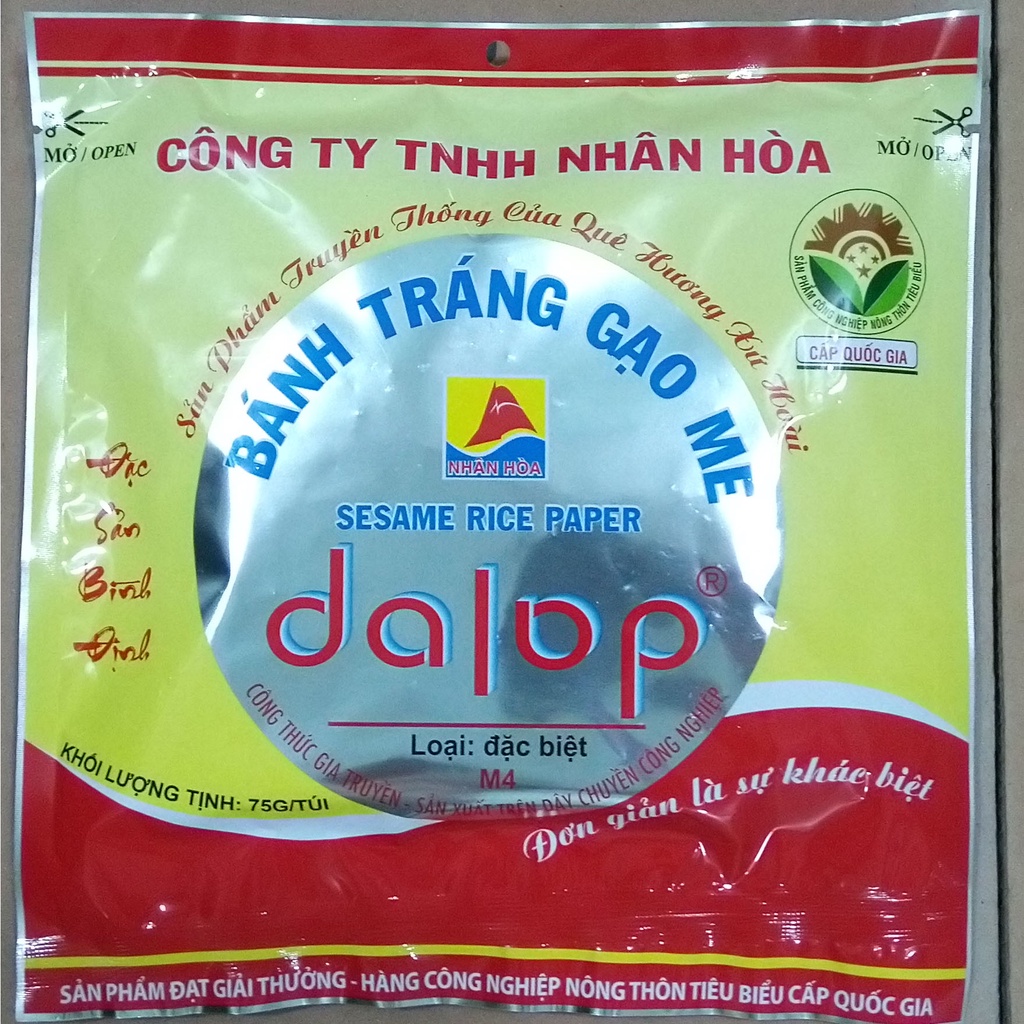 MỞ / OPEN
MỞ / OPEN
CÔNG TY TNHH NHÂN HÒA
Sản Phẩm Truyền Thống Của Quê Hương Xứ Hoài
SẢN PHẨM CÔNG NGHIỆP NÔNG THÔN TIÊU BIỂU
CẤP QUỐC GIA
BÁNH TRÁNG GẠO ME
NHÂN HÒA
SESAME RICE PAPER
dalop®
Đặc
Sản
Bình
Định
Loại: đặc biệt
M4
CÔNG THỨC GIA TRUYỀN - SẢN XUẤT TRÊN DÂY CHUYỀN CÔNG NGHIỆP
KHỐI LƯỢNG TỊNH: 75G/TÚI
Đơn giản là sự khác biệt
SẢN PHẨM ĐẠT GIẢI THƯỞNG - HÀNG CÔNG NGHIỆP NÔNG THÔN TIÊU BIỂU CẤP QUỐC GIA